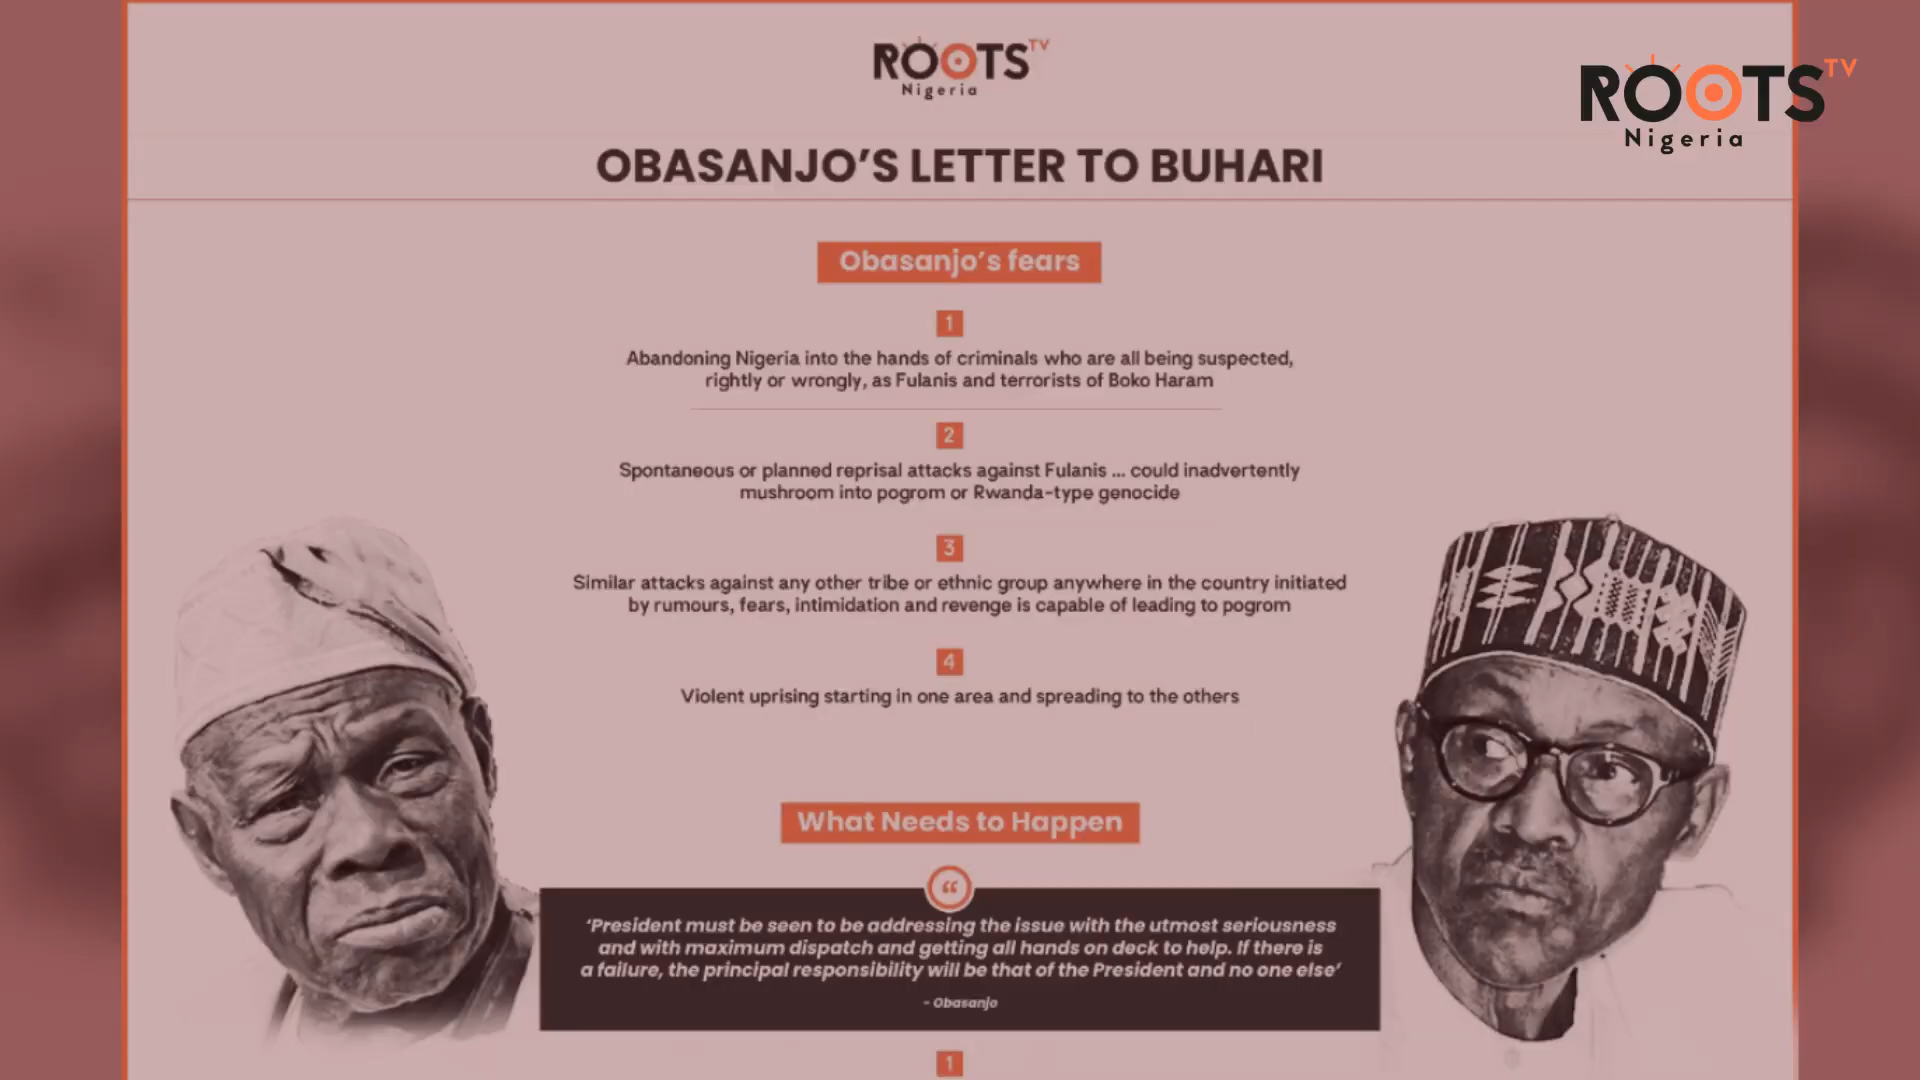 ROOTS TV
Nigeria
ROOTS TV
Nigeria
OBASANJO’S LETTER TO BUHARI
Obasanjo’s fears
1
Abandoning Nigeria into the hands of criminals who are all being suspected,
rightly or wrongly, as Fulanis and terrorists of Boko Haram
2
Spontaneous or planned reprisal attacks against Fulanis ... could inadvertently
mushroom into pogrom or Rwanda-type genocide
3
Similar attacks against any other tribe or ethnic group anywhere in the country initiated
by rumours, fears, intimidation and revenge is capable of leading to pogrom
4
Violent uprising starting in one area and spreading to the others
What Needs to Happen
“
‘President must be seen to be addressing the issue with the utmost seriousness
and with maximum dispatch and getting all hands on deck to help. If there is
a failure, the principal responsibility will be that of the President and no one else’
- Obasanjo
1